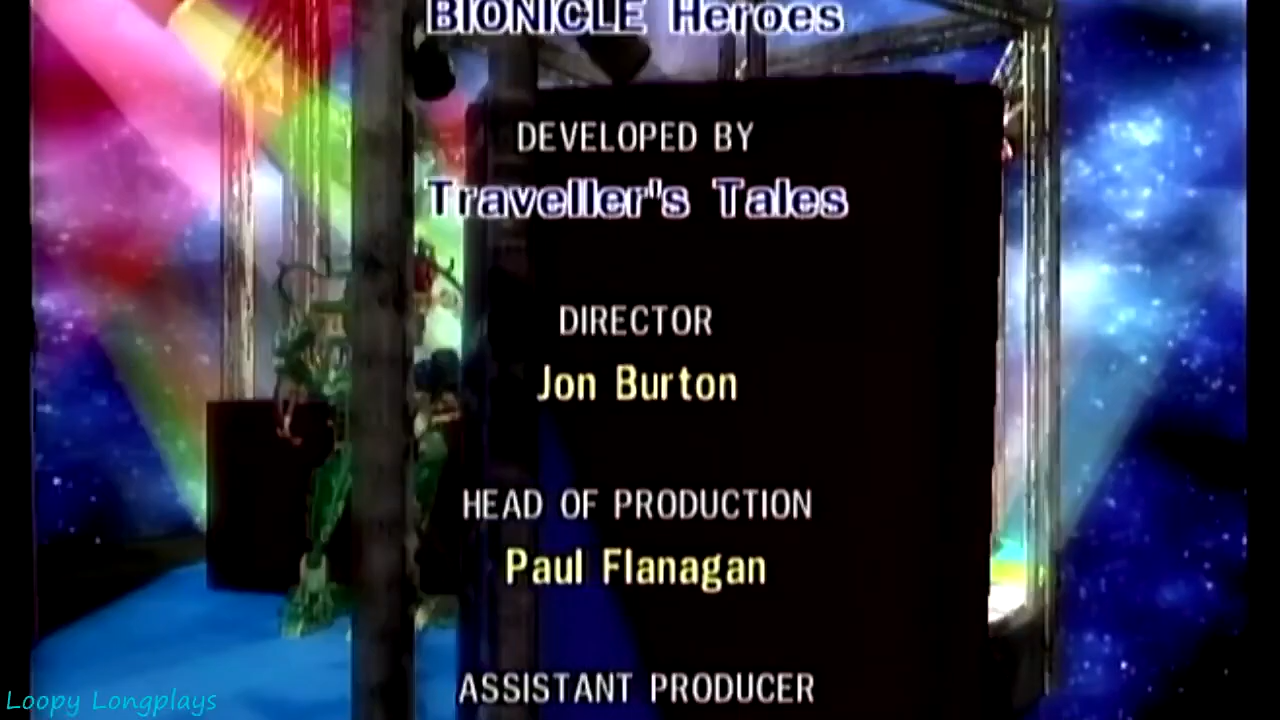 BIONICLE Heroes
DEVELOPED BY
Traveller's Tales
DIRECTOR
Jon Burton
HEAD OF PRODUCTION
Paul Flanagan
ASSISTANT PRODUCER
Loopy Longplays